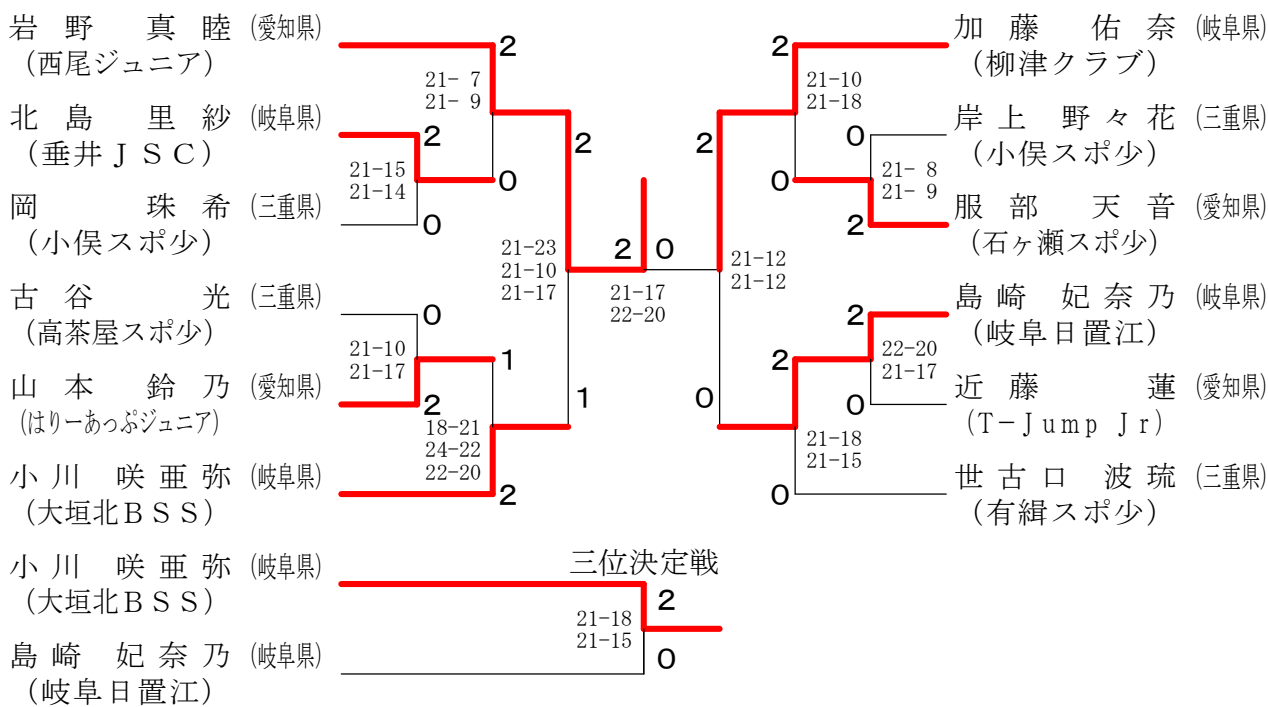 岩野 真睦 (愛知県)
(西尾ジュニア)
2
21- 7
21- 9
北島 里紗 (岐阜県)
(垂井ＪＳＣ)
2
21-15
21-14
0
岡 珠希 (三重県)
(小俣スポ少)
0
2
21-23
21-10
21-17
古谷 光 (三重県)
(高茶屋スポ少)
0
21-10
21-17
1
山本 鈴乃 (愛知県)
(はりーあっぷジュニア)
2
18-21
24-22
22-20
1
小川 咲亜弥 (岐阜県)
(大垣北ＢＳＳ)
2
2 0
21-17
22-20
加藤 佑奈 (岐阜県)
(柳津クラブ)
2
21-10
21-18
岸上 野々花 (三重県)
(小俣スポ少)
0
21- 8
21- 9
0
服部 天音 (愛知県)
(石ヶ瀬スポ少)
2
2
21-12
21-12
島崎 妃奈乃 (岐阜県)
(岐阜日置江)
2
22-20
21-17
2
近藤 蓮 (愛知県)
(T-Jump Jr)
0
0
21-18
21-15
世古口 波琉 (三重県)
(有緝スポ少)
0
三位決定戦
小川 咲亜弥 (岐阜県)
(大垣北ＢＳＳ)
2
21-18
21-15
0
島崎 妃奈乃 (岐阜県)
(岐阜日置江)